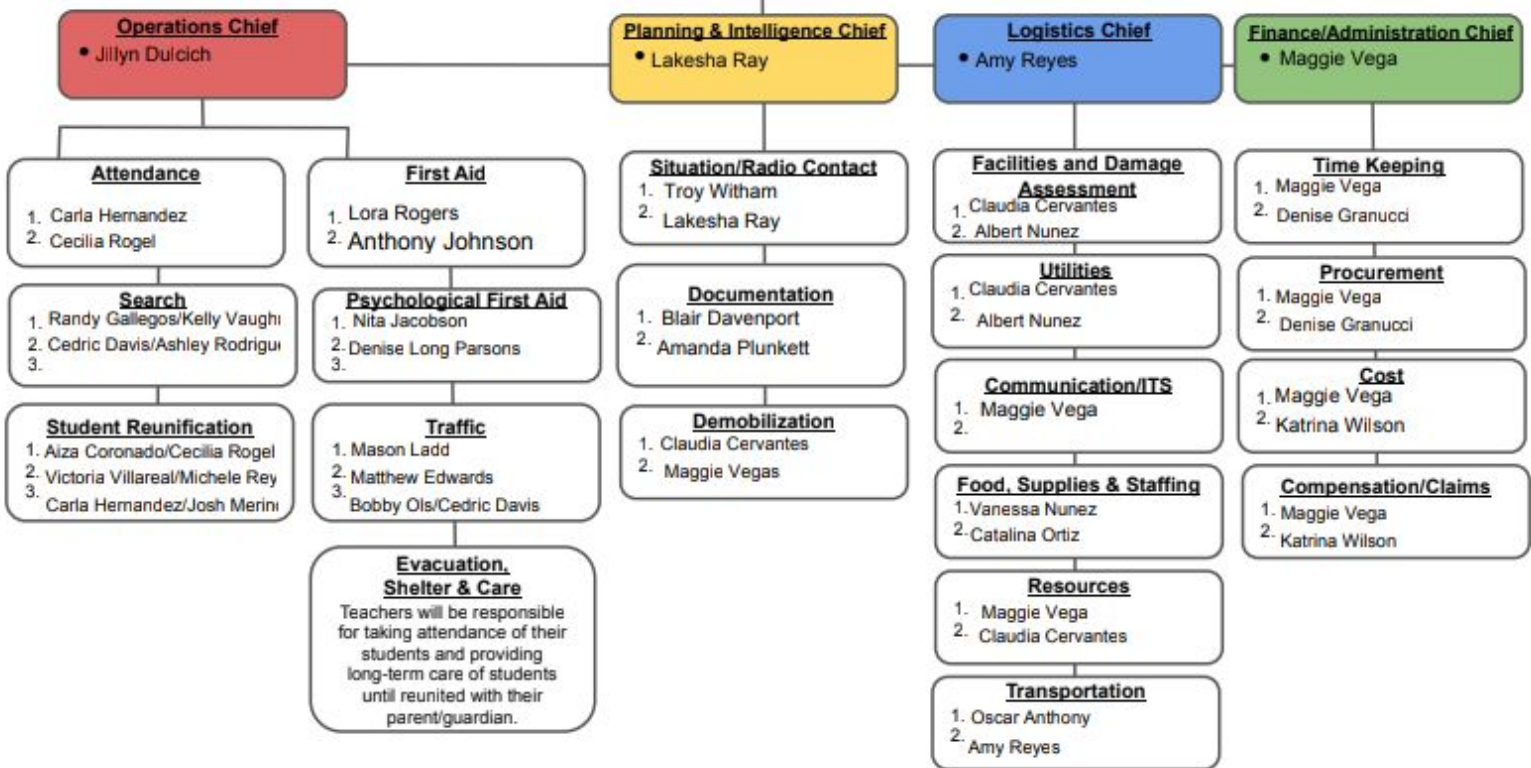 Operations Chief
• Jillyn Dulcich
Planning & Intelligence Chief
• Lakesha Ray
Logistics Chief
• Amy Reyes
Finance/Administration Chief
• Maggie Vega
Attendance
1. Carla Hernandez
2. Cecilia Rogel
Search
1. Randy Gallegos/Kelly
2. Cedric Davis/Ashley
3.
Student Reunification
1. Aiza Coronado/Cecilia Rogel
2. Victoria Villareal/Michele
3. Carla Hernandez/Josh
First Aid
1. Lora Rogers
2. Anthony Johnson
Psychological First Aid
1. Nita Jacobson
2. Denise Long Parsons
3.
Traffic
1. Mason Ladd
2. Matthew Edwards
3. Bobby Ols/Cedric Davis
Evacuation,
Shelter & Care
Teachers will be responsible
for taking attendance of their
students and providing
long-term care of students
until reunited with their
parent/guardian.
Situation/Radio Contact
1. Troy Witham
2. Lakesha Ray
Documentation
1. Blair Davenport
2. Amanda Plunkett
Demobilization
1. Claudia Cervantes
2. Maggie Vegas
Facilities and Damage
Assessment
1. Claudia Cervantes
2. Albert Nunez
Utilities
1. Claudia Cervantes
2. Albert Nunez
Communication/ITS
1. Maggie Vega
2.
Food, Supplies & Staffing
1. Vanessa Nunez
2. Catalina Ortiz
Resources
1. Maggie Vega
2. Claudia Cervantes
Transportation
1. Oscar Anthony
2. Amy Reyes
Time Keeping
1. Maggie Vega
2. Denise Granucci
Procurement
1. Maggie Vega
2. Denise Granucci
Cost
1. Maggie Vega
2. Katrina Wilson
Compensation/Claims
1. Maggie Vega
2. Katrina Wilson